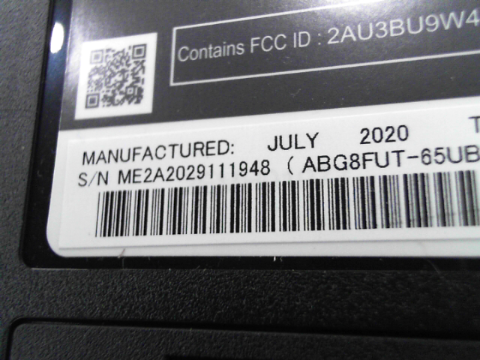 Contains FCC ID : 2AU3BU9W4
MANUFACTURED: JULY 2020 T
S/N ME2A2029111948 ( ABG8FUT-65UB